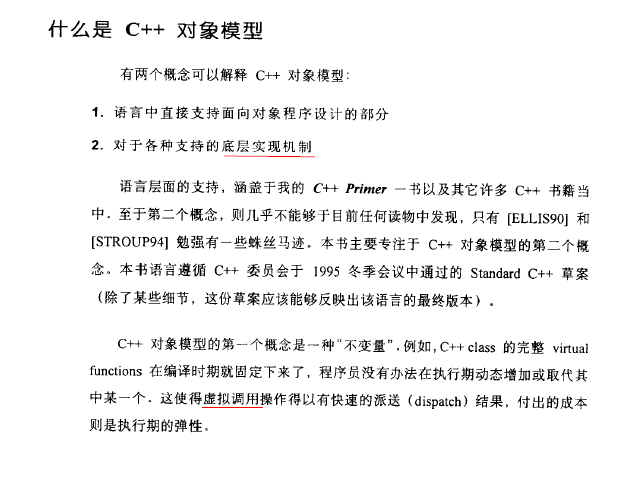 什么是 C++ 对象模型
有两个概念可以解释 C++ 对象模型：
1. 语言中直接支持面向对象程序设计的部分
2. 对于各种支持的底层实现机制
语言层面的支持，涵盖于我的 C++ Primer 一书以及其它许多 C++ 书籍当
中．至于第二个概念，则几乎不能够于目前任何读物中发现，只有 [ELLIS90] 和
[STROUP94] 勉强有一些蛛丝马迹。本书主要专注于 C++ 对象模型的第二个概
念。本书语言遵循 C++ 委员会于 1995 冬季会议中通过的 Standard C++ 草案
（除了某些细节，这份草案应该能够反映出该语言的最终版本）。
C++ 对象模型的第一个概念是一种“不变量”．例如，C++ class 的完整 virtual
functions 在编译时期就固定下来了，程序员没有办法在执行期动态增加或取代其
中某一个．这使得虚拟调用操作得以有快速的派送（dispatch）结果，付出的成本
则是执行期的弹性。